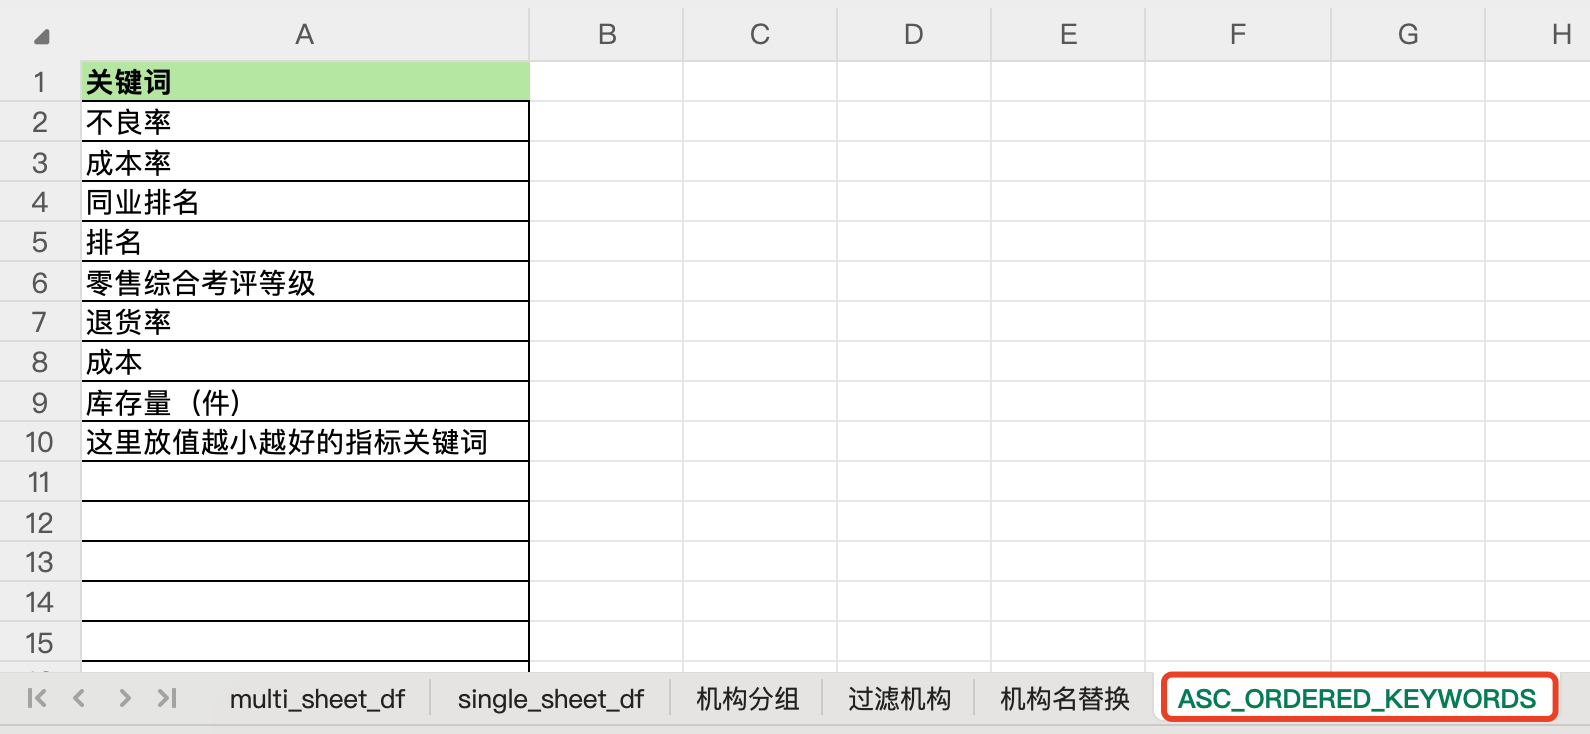 A B C D E F G H
1 关键词
2 不良率
3 成本率
4 同业排名
5 排名
6 零售综合考评等级
7 退货率
8 成本
9 库存量（件）
10 这里放值越小越好的指标关键词
11
12
13
14
15
multi_sheet_df single_sheet_df 机构分组 过滤机构 机构名替换 ASC_ORDERED_KEYWORDS